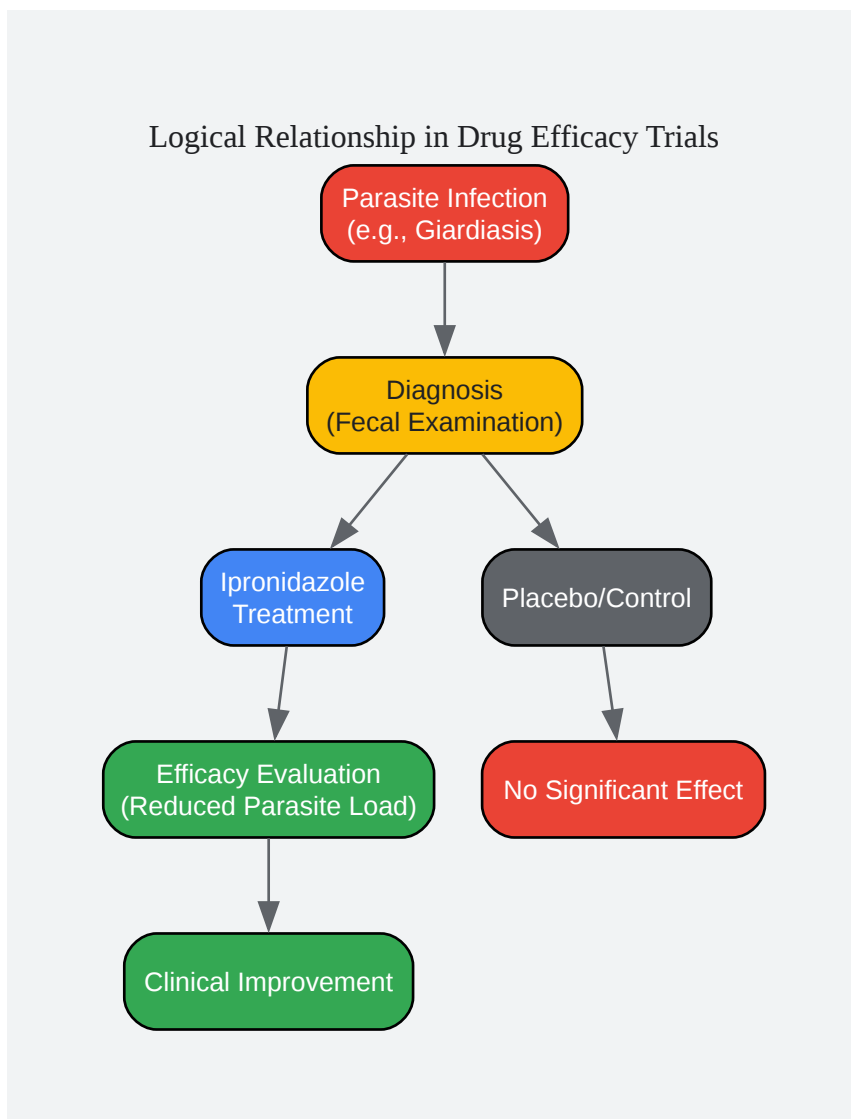 Logical Relationship in Drug Efficacy Trials
Parasite Infection
(e.g., Giardiasis)
Diagnosis
(Fecal Examination)
Ipronidazole
Treatment
Placebo/Control
Efficacy Evaluation
(Reduced Parasite Load)
No Significant Effect
Clinical Improvement